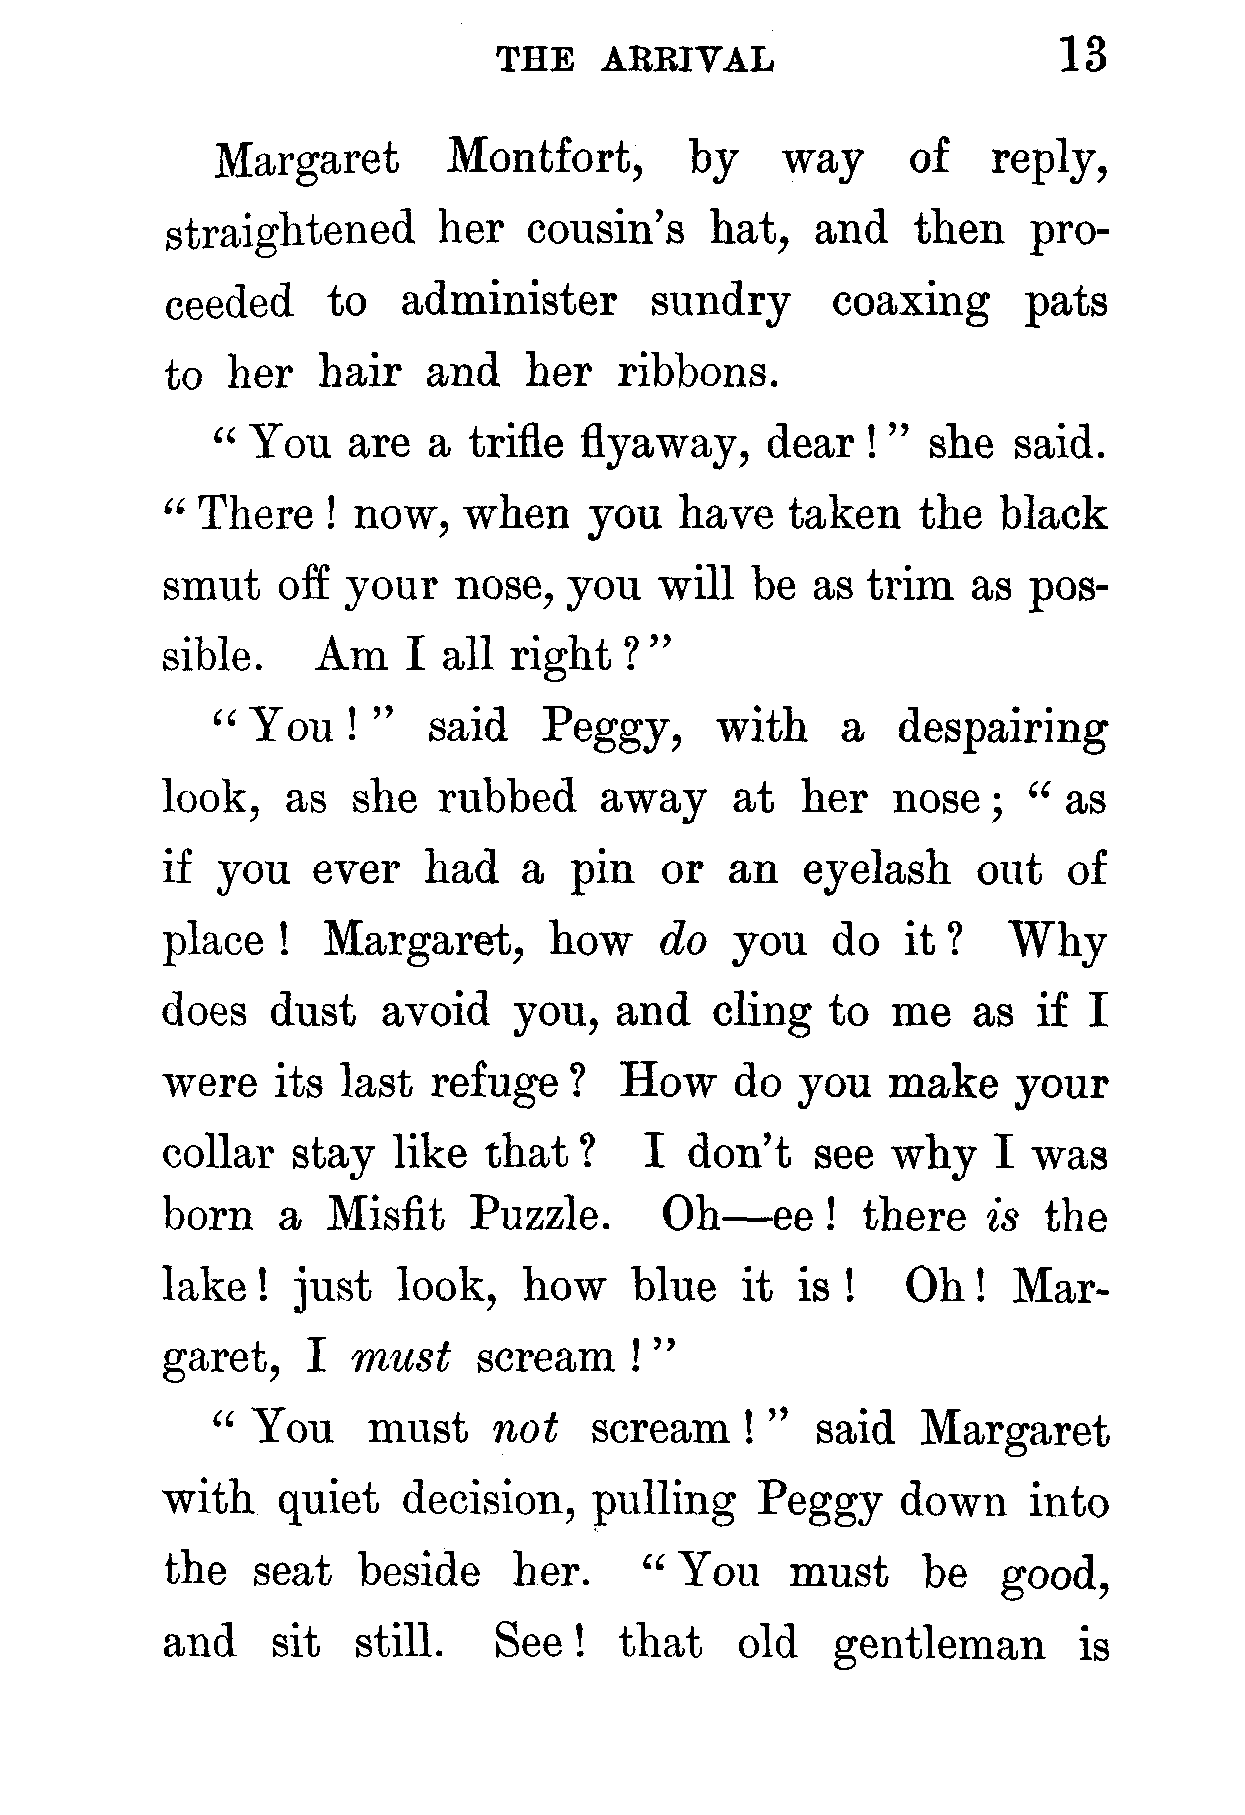 THE ARRIVAL 13
Margaret Montfort, by way of reply,
straightened her cousin's hat, and then pro-
ceeded to administer sundry coaxing pats
to her hair and her ribbons.
“ You are a trifle flyaway, dear ! ” she said.
“ There ! now, when you have taken the black
smut off your nose, you will be as trim as pos-
sible. Am I all right ? ”
“ You ! ” said Peggy, with a despairing
look, as she rubbed away at her nose ; “ as
if you ever had a pin or an eyelash out of
place ! Margaret, how do you do it ? Why
does dust avoid you, and cling to me as if I
were its last refuge ? How do you make your
collar stay like that ? I don't see why I was
born a Misfit Puzzle. Oh—ee ! there is the
lake ! just look, how blue it is ! Oh ! Mar-
garet, I must scream ! ”
“ You must not scream ! ” said Margaret
with quiet decision, pulling Peggy down into
the seat beside her. “ You must be good,
and sit still. See ! that old gentleman is